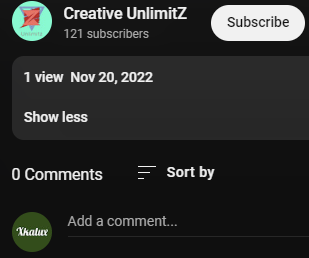 Creative UnlimitZ
121 subscribers
Subscribe
1 view Nov 20, 2022
Show less
0 Comments
Sort by
Xkalux
Add a comment...